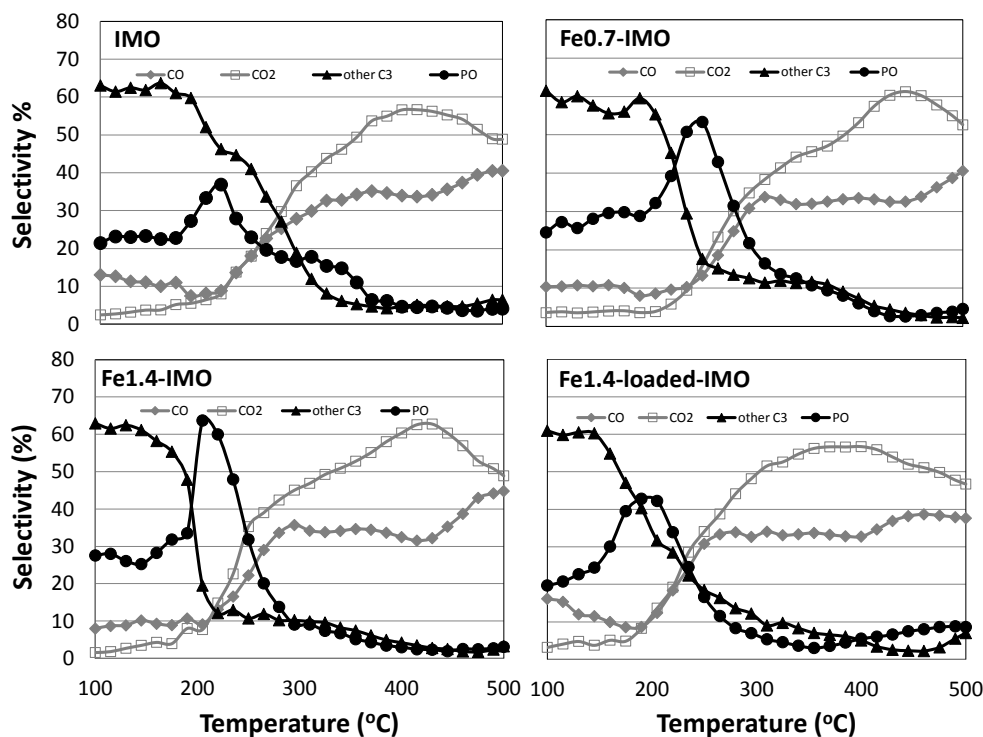 80
70
60
50
40
30
20
10
0
Selectivity %
IMO
CO CO2 other C3 PO
Fe0.7-IMO
CO CO2 other C3 PO
80
70
60
50
40
30
20
10
0
Selectivity (%)
Fe1.4-IMO
CO CO2 other C3 PO
100 200 300 400 500
Temperature (°C)
Fe1.4-loaded-IMO
CO CO2 other C3 PO
100 200 300 400 500
Temperature (°C)